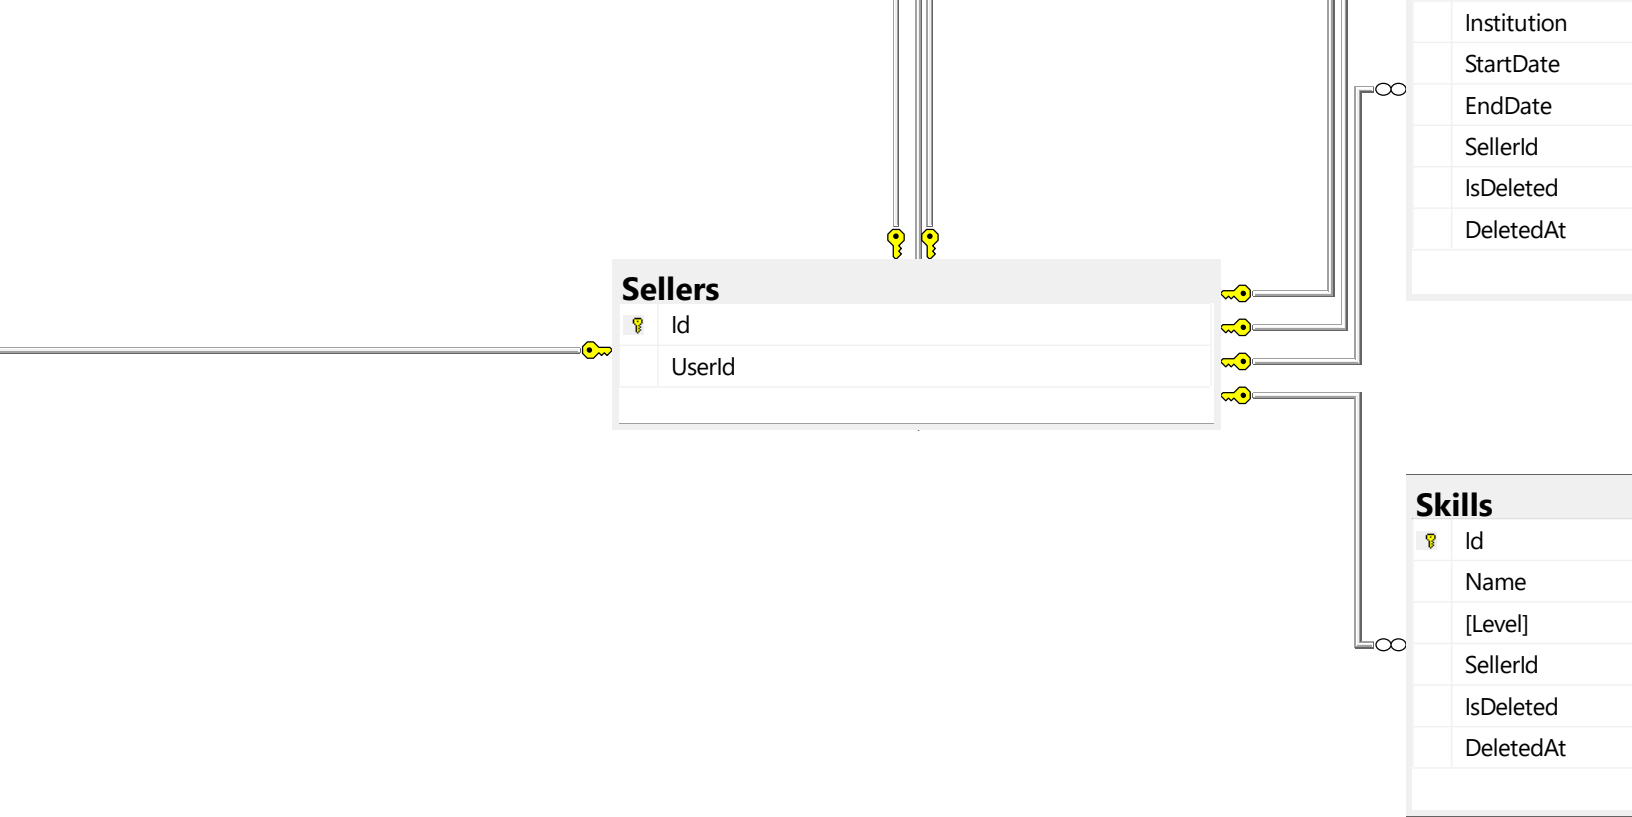 Institution
StartDate
EndDate
SellerId
IsDeleted
DeletedAt
Sellers
Id
UserId
Skills
Id
Name
[Level]
SellerId
IsDeleted
DeletedAt